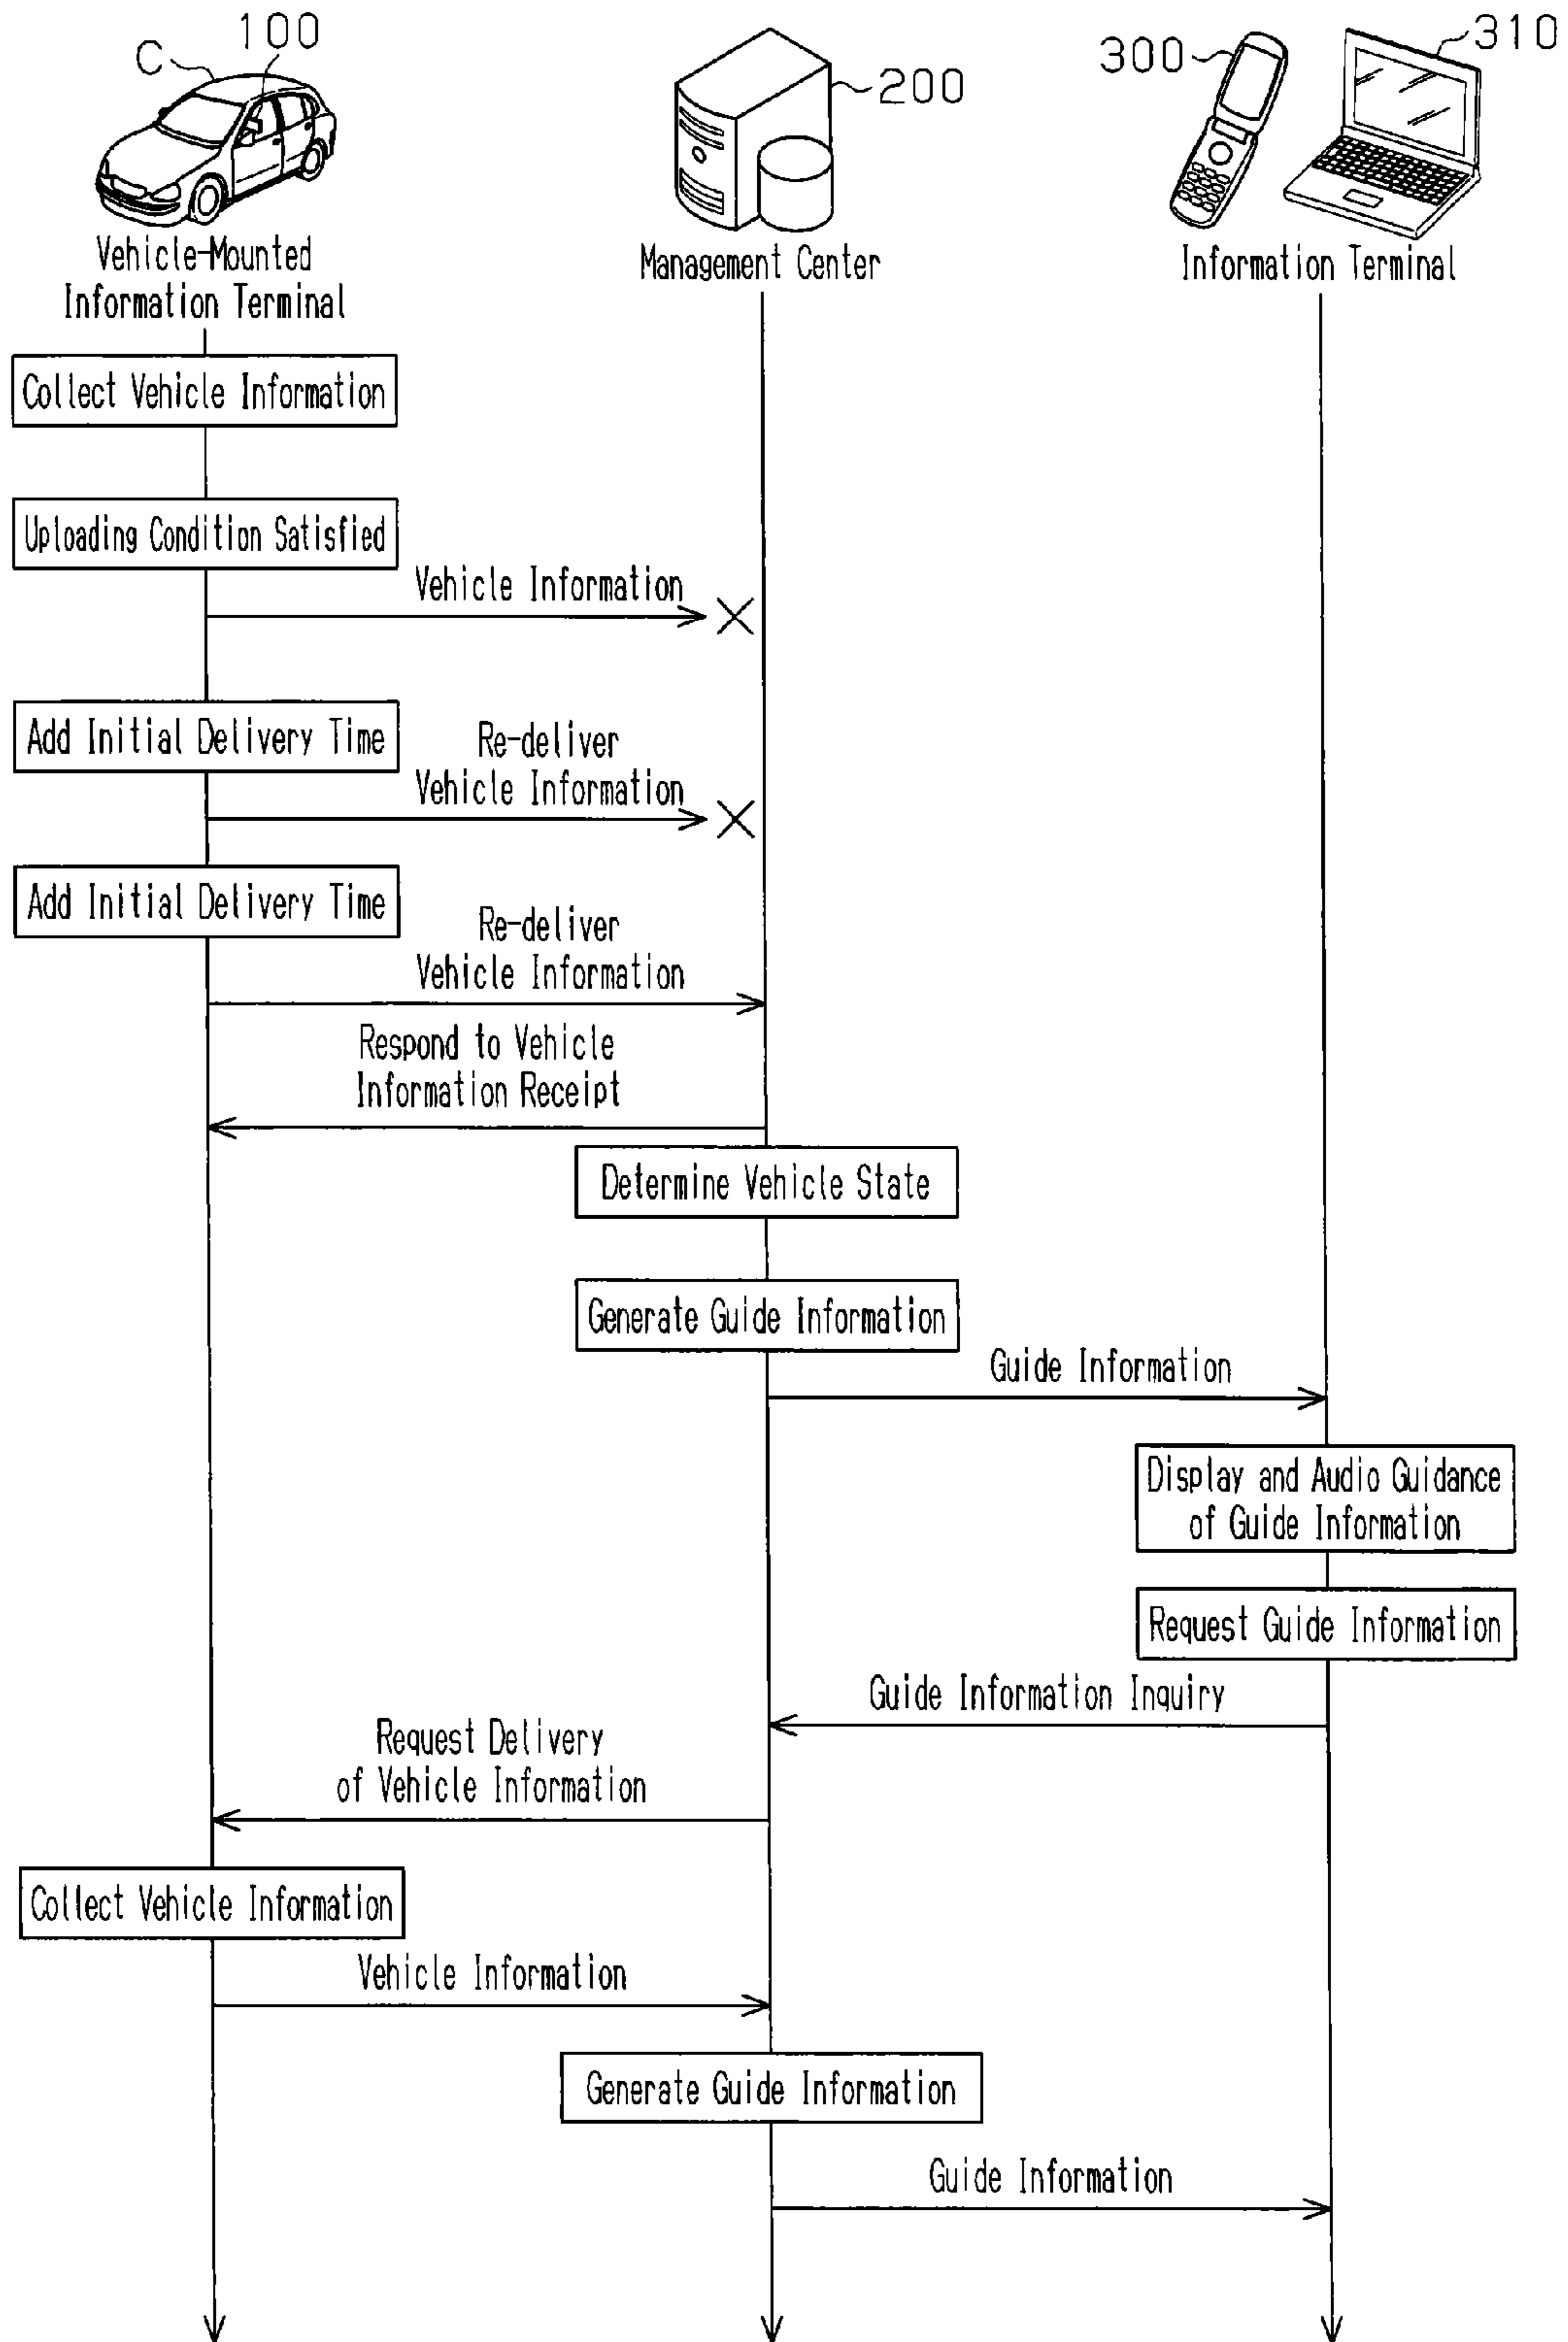 C
100
200
300
310
Vehicle-Mounted
Information Terminal
Management Center
Information Terminal
Collect Vehicle Information
Uploading Condition Satisfied
Vehicle Information
Add Initial Delivery Time
Re-deliver
Vehicle Information
Add Initial Delivery Time
Re-deliver
Vehicle Information
Respond to Vehicle
Information Receipt
Determine Vehicle State
Generate Guide Information
Guide Information
Display and Audio Guidance
of Guide Information
Request Guide Information
Guide Information Inquiry
Request Delivery
of Vehicle Information
Collect Vehicle Information
Vehicle Information
Generate Guide Information
Guide Information